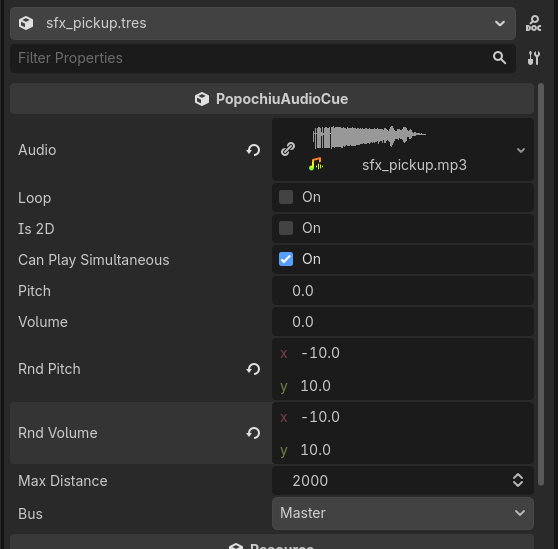 sfx_pickup.tres
DOC
Filter Properties
PopochiuAudioCue
Audio
sfx_pickup.mp3
Loop On
Is 2D On
Can Play Simultaneous On
Pitch 0.0
Volume 0.0
Rnd Pitch
x -10.0
y 10.0
Rnd Volume
x -10.0
y 10.0
Max Distance 2000
Bus Master
Resource